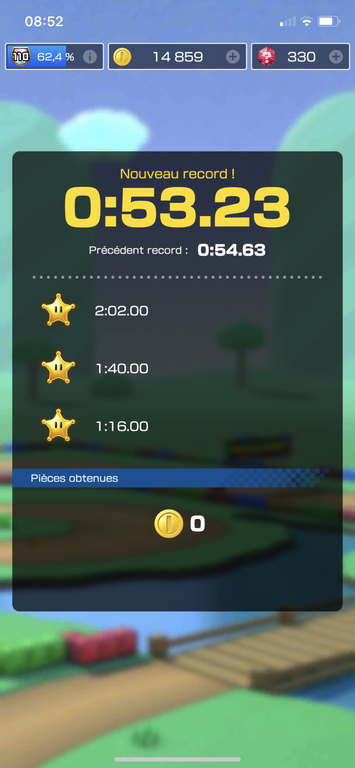 08:52
110 62,4 % i 14 859 330
Nouveau record !
0:53.23
Précédent record : 0:54.63
2:02.00
1:40.00
1:16.00
Pièces obtenues
0